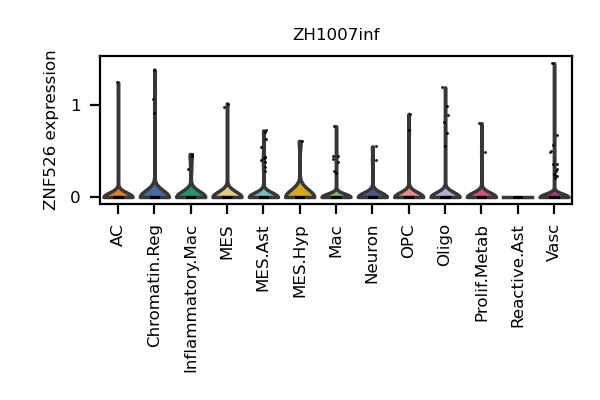 ZH1007inf
ZNF526 expression
1
0
AC
Chromatin.Reg
Inflammatory.Mac
MES
MES.Ast
MES.Hyp
Mac
Neuron
OPC
Oligo
Prolif.Metab
Reactive.Ast
Vasc